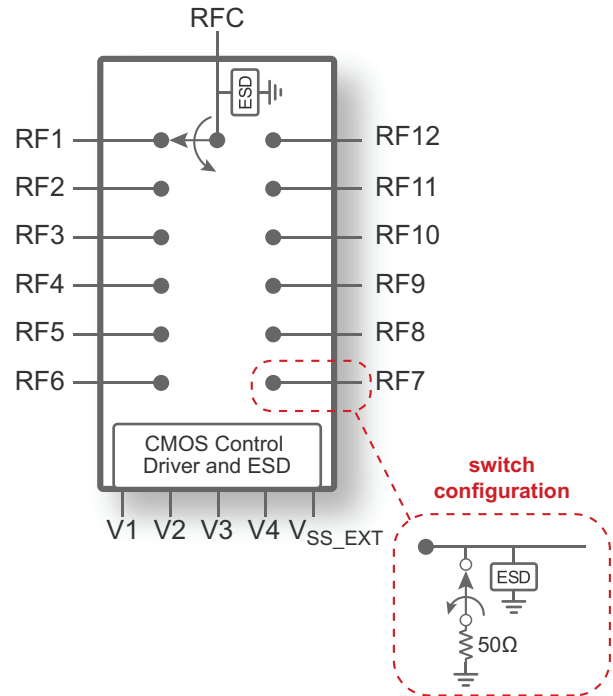 RFC
ESD
RF1
RF12
RF2
RF11
RF3
RF10
RF4
RF9
RF5
RF8
RF6
RF7
CMOS Control
Driver and ESD
V1 V2 V3 V4 VSS_EXT
switch
configuration
ESD
50Ω